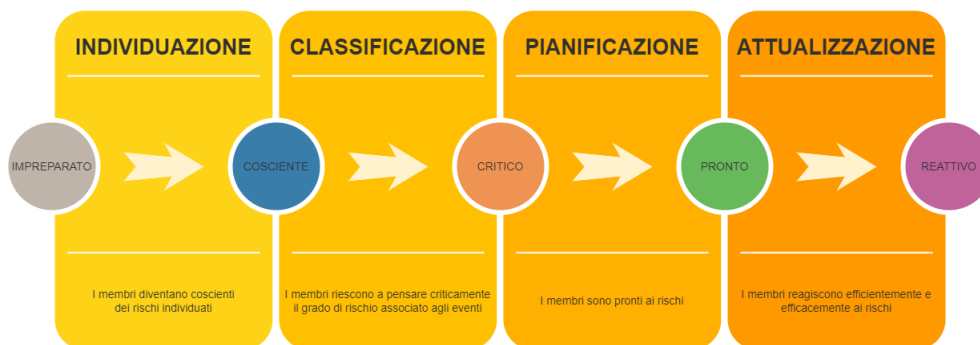 INDIVIDUAZIONE
CLASSIFICAZIONE
PIANIFICAZIONE
ATTUALIZZAZIONE
IMPREPARATO
COSCIENTE
CRITICO
PRONTO
REATTIVO
I membri diventano coscienti
dei rischi individuati
I membri riescono a pensare criticamente
il grado di rischio associato agli eventi
I membri sono pronti ai rischi
I membri reagiscono efficientemente e
efficacemente ai rischi